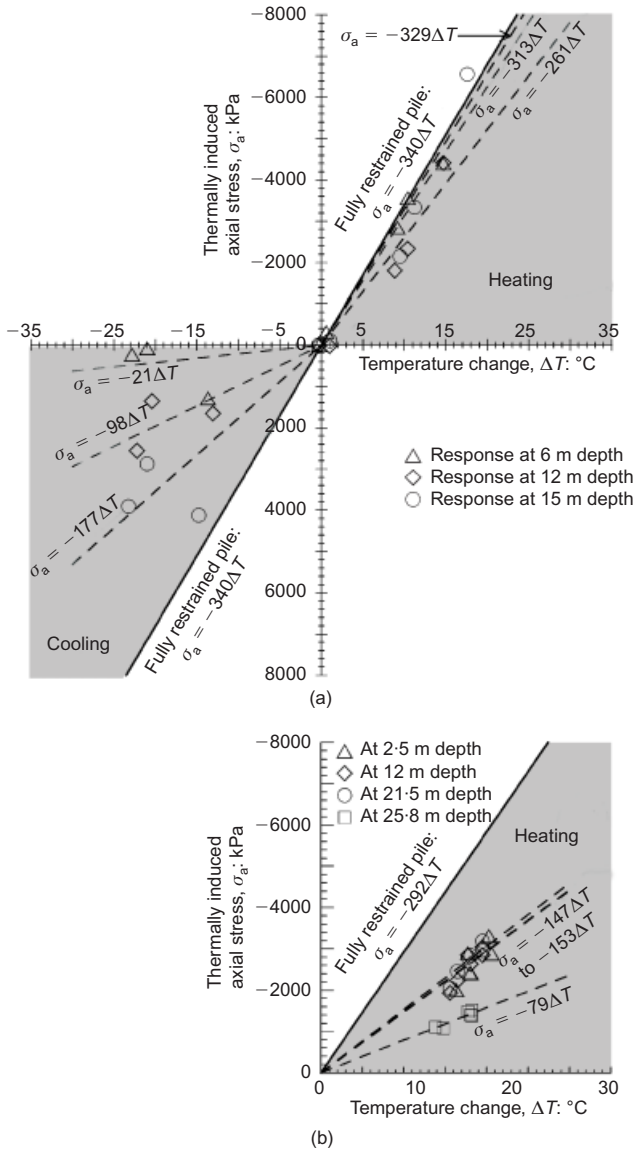 −8000
σa = −329ΔT
−6000
σa = −313ΔT
σa = −261ΔT
Thermally induced
axial stress, σa: kPa
Fully restrained pile:
σa = −340ΔT
−4000
−2000
Heating
−35
−25
−15
−5
0
5
15
25
35
Temperature change, ΔT: °C
σa = −21ΔT
σa = −98ΔT
σa = −177ΔT
2000
4000
6000
8000
Response at 6 m depth
Response at 12 m depth
Response at 15 m depth
Fully restrained pile:
σa = −340ΔT
Cooling
(a)
−8000
At 2·5 m depth
At 12 m depth
At 21·5 m depth
At 25·8 m depth
Heating
−6000
Thermally induced
axial stress, σa: kPa
Fully restrained pile:
σa = −292ΔT
−4000
σa = −147ΔT
to −153ΔT
−2000
σa = −79ΔT
0
0
10
20
30
Temperature change, ΔT: °C
(b)